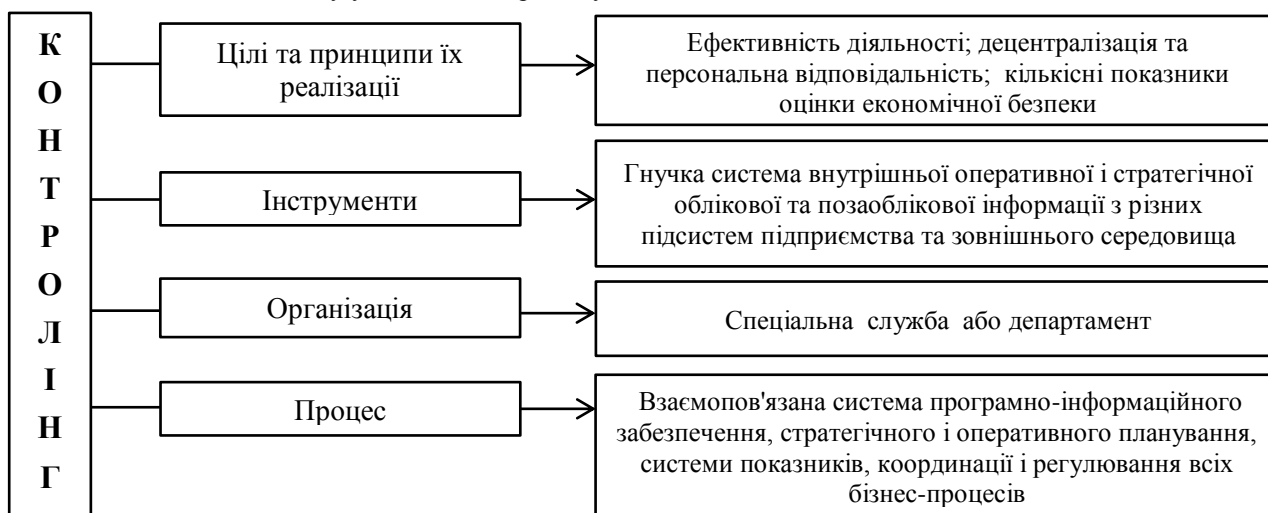 КОНТРОЛІНГ
Цілі та принципи їх
реалізації
Ефективність діяльності; децентралізація та
персональна відповідальність; кількісні показники
оцінки економічної безпеки
Інструменти
Гнучка система внутрішньої оперативної і стратегічної
облікової та позаоблікової інформації з різних
підсистем підприємства та зовнішнього середовища
Організація
Спеціальна служба або департамент
Процес
Взаємопов'язана система програмно-інформаційного
забезпечення, стратегічного і оперативного планування,
системи показників, координації і регулювання всіх
бізнес-процесів